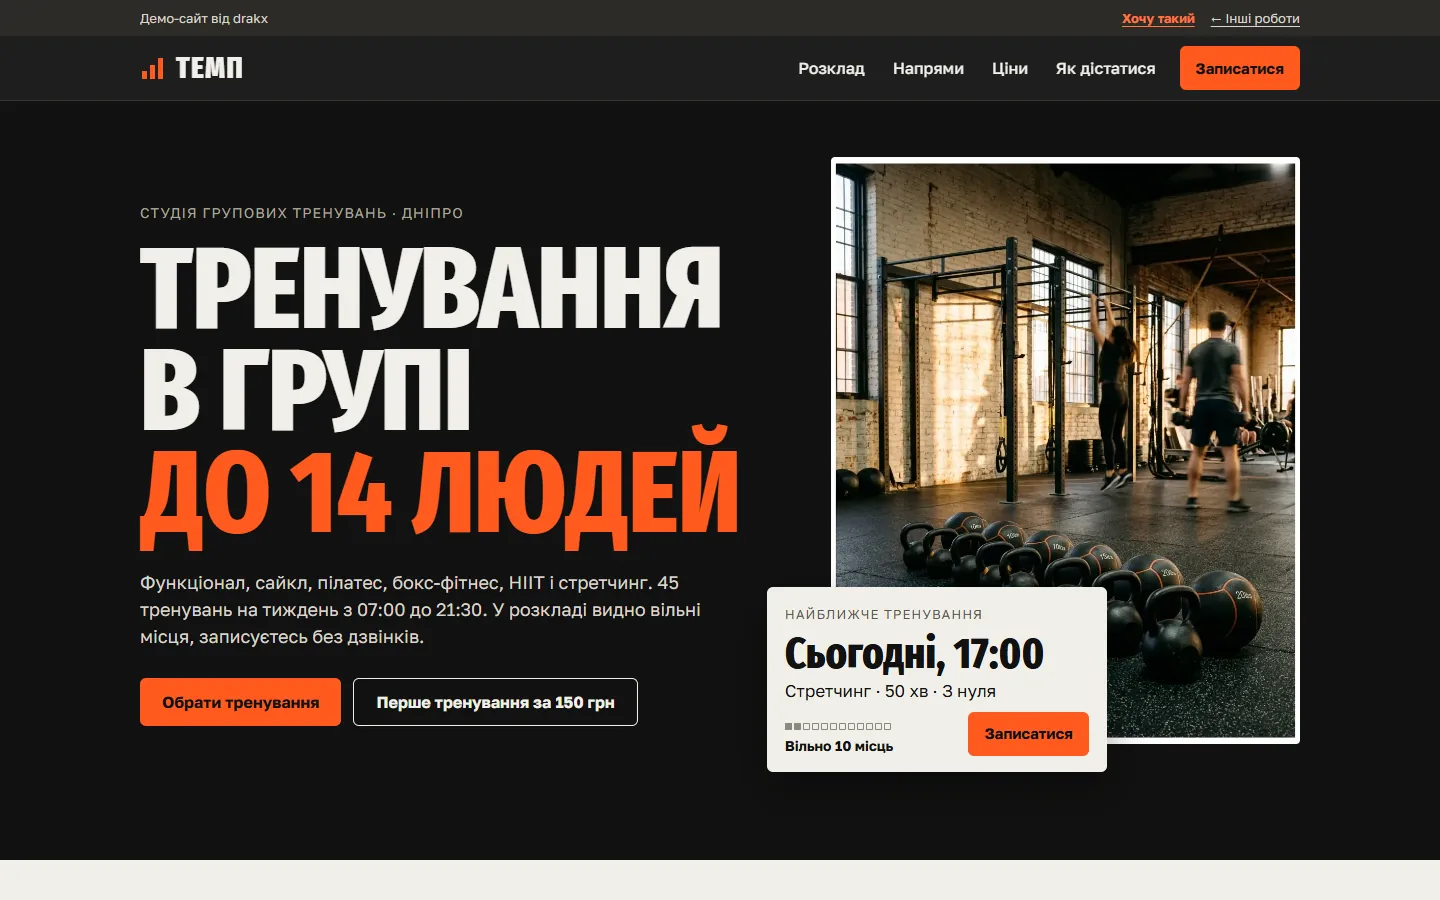 Демо-сайт від drakx
Хочу такий
← Інші роботи
ТЕМП
Розклад
Напрями
Ціни
Як дістатися
Записатися
СТУДІЯ ГРУПОВИХ ТРЕНУВАНЬ · ДНІПРО
ТРЕНУВАННЯ
В ГРУПІ
ДО 14 ЛЮДЕЙ
Функціонал, сайкл, пілатес, бокс-фітнес, HIIT і стретчинг. 45
тренувань на тиждень з 07:00 до 21:30. У розкладі видно вільні
місця, записуєтесь без дзвінків.
Обрати тренування
Перше тренування за 150 грн
НАЙБЛИЖЧЕ ТРЕНУВАННЯ
Сьогодні, 17:00
Стретчинг · 50 хв · З нуля
Вільно 10 місць
Записатися